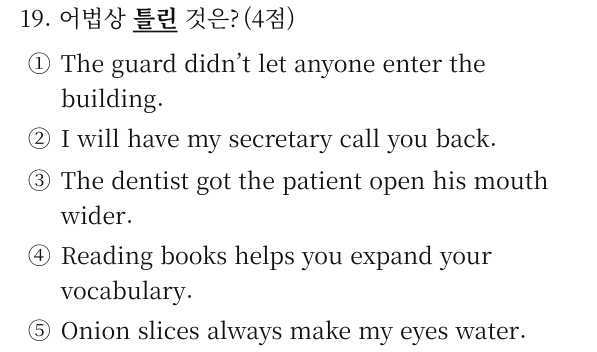 19. 어법상 틀린 것은? (4점)
① The guard didn’t let anyone enter the
building.
② I will have my secretary call you back.
③ The dentist got the patient open his mouth
wider.
④ Reading books helps you expand your
vocabulary.
⑤ Onion slices always make my eyes water.